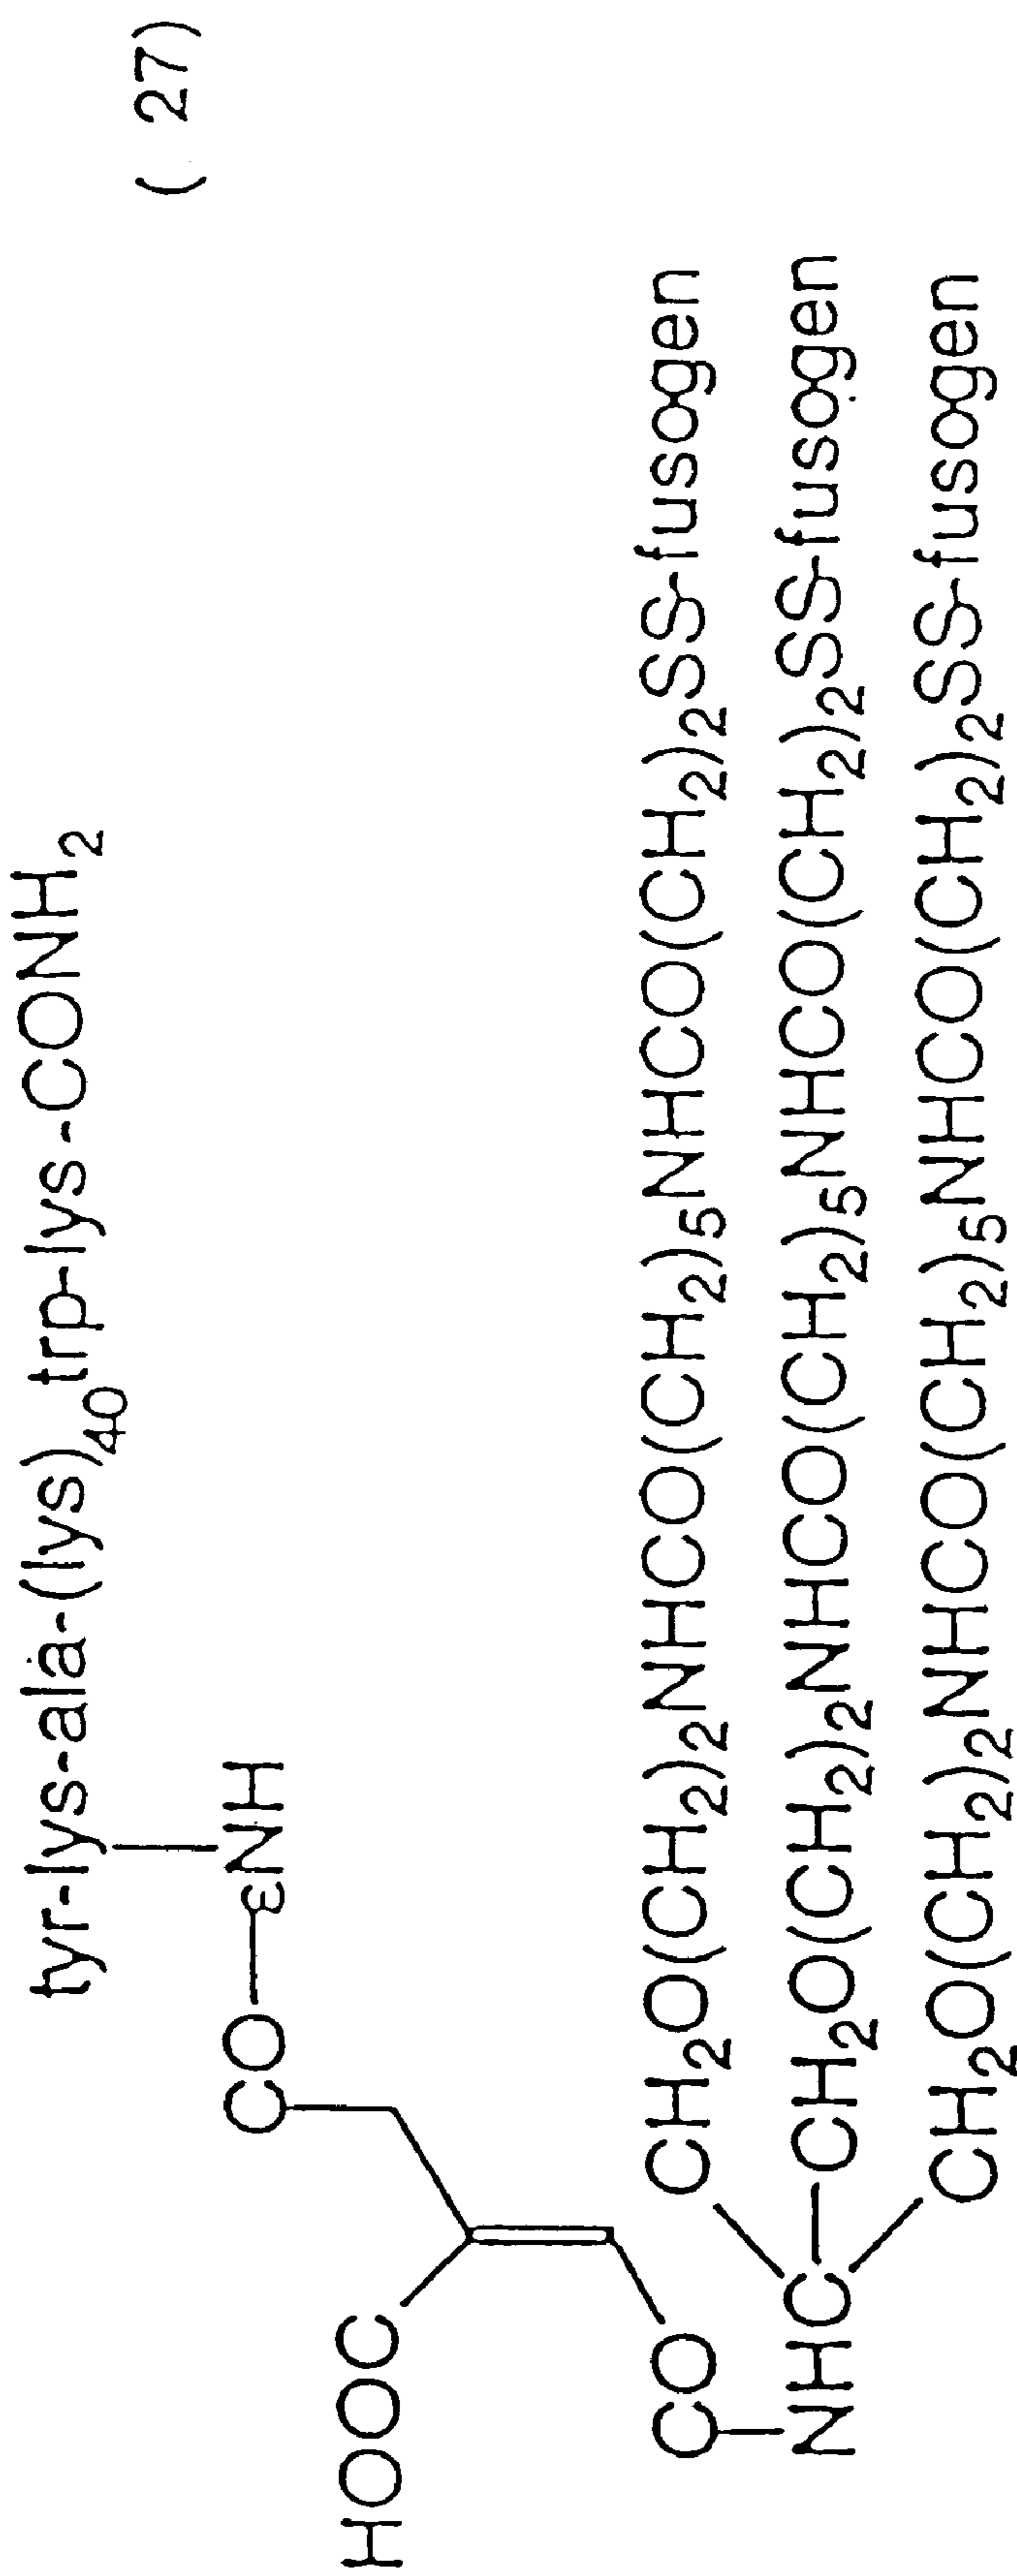 ( 27)
tyr-lys-ala-(lys)₄₀trp-lys-CONH₂
CO
εNH
HOOC
CO
NHC
CH₂O(CH₂)₂NHCO(CH₂)₅NHCO(CH₂)₂SS-fusogen
CH₂O(CH₂)₂NHCO(CH₂)₅NHCO(CH₂)₂SS-fusogen
CH₂O(CH₂)₂NHCO(CH₂)₅NHCO(CH₂)₂SS-fusogen